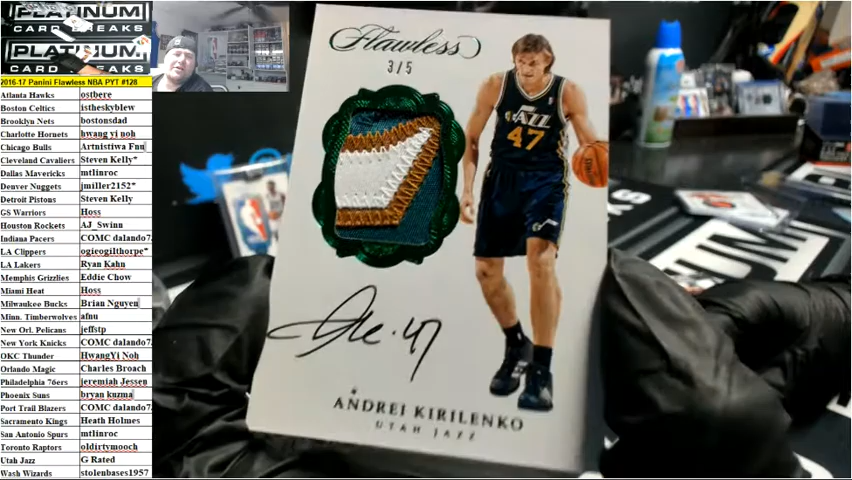 PLATINUM
CARD BREAKS
PLATINUM
CARD BREAKS
2016-17 Panini Flawless NBA PYT #128
Atlanta Hawks ostbere
Boston Celtics istheskyblew
Brooklyn Nets bostonsdad
Charlotte Hornets hwang yi noh
Chicago Bulls Artnistiwa Fnu
Cleveland Cavaliers Steven Kelly*
Dallas Mavericks mtlinroc
Denver Nuggets jmiller2152*
Detroit Pistons Steven Kelly
GS Warriors Hoss
Houston Rockets AJ_Swinn
Indiana Pacers COMC dalando7
LA Clippers ogieogilthorpe*
LA Lakers Ryan Kahn
Memphis Grizzlies Eddie Chow
Miami Heat Hoss
Milwaukee Bucks Brian Nguyen
Minn. Timberwolves afnu
New Orl. Pelicans jeffstp
New York Knicks COMC dalando7
OKC Thunder HwangYi Noh
Orlando Magic Charles Broach
Philadelphia 76ers jeremiah Jessen
Phoenix Suns bryan kuzma
Port Trail Blazers COMC dalando7
Sacramento Kings Heath Holmes
San Antonio Spurs mtlinroc
Toronto Raptors oldirtymooch
Utah Jazz G Rated
Wash Wizards stolenbases1957
Flawless
3/5
JAZZ
47
ANDREI KIRILENKO
UTAH JAZZ